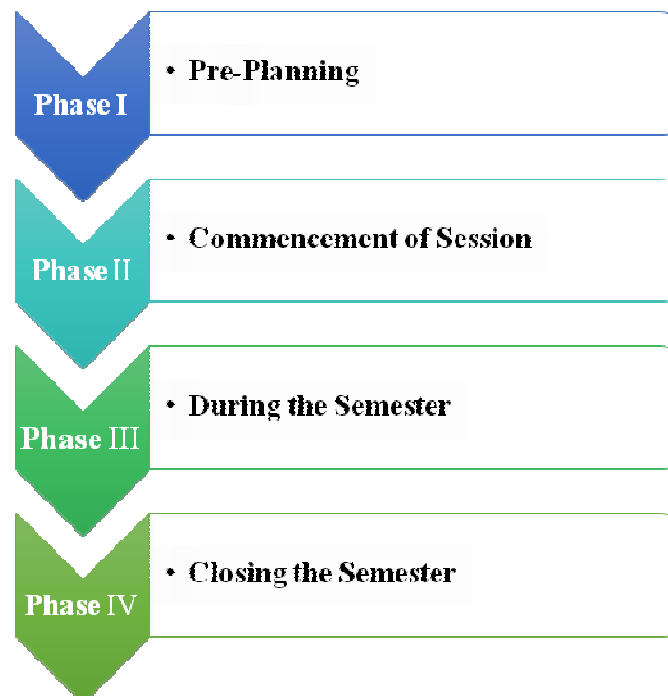 Phase I
• Pre-Planning
Phase II
• Commencement of Session
Phase III
• During the Semester
Phase IV
• Closing the Semester